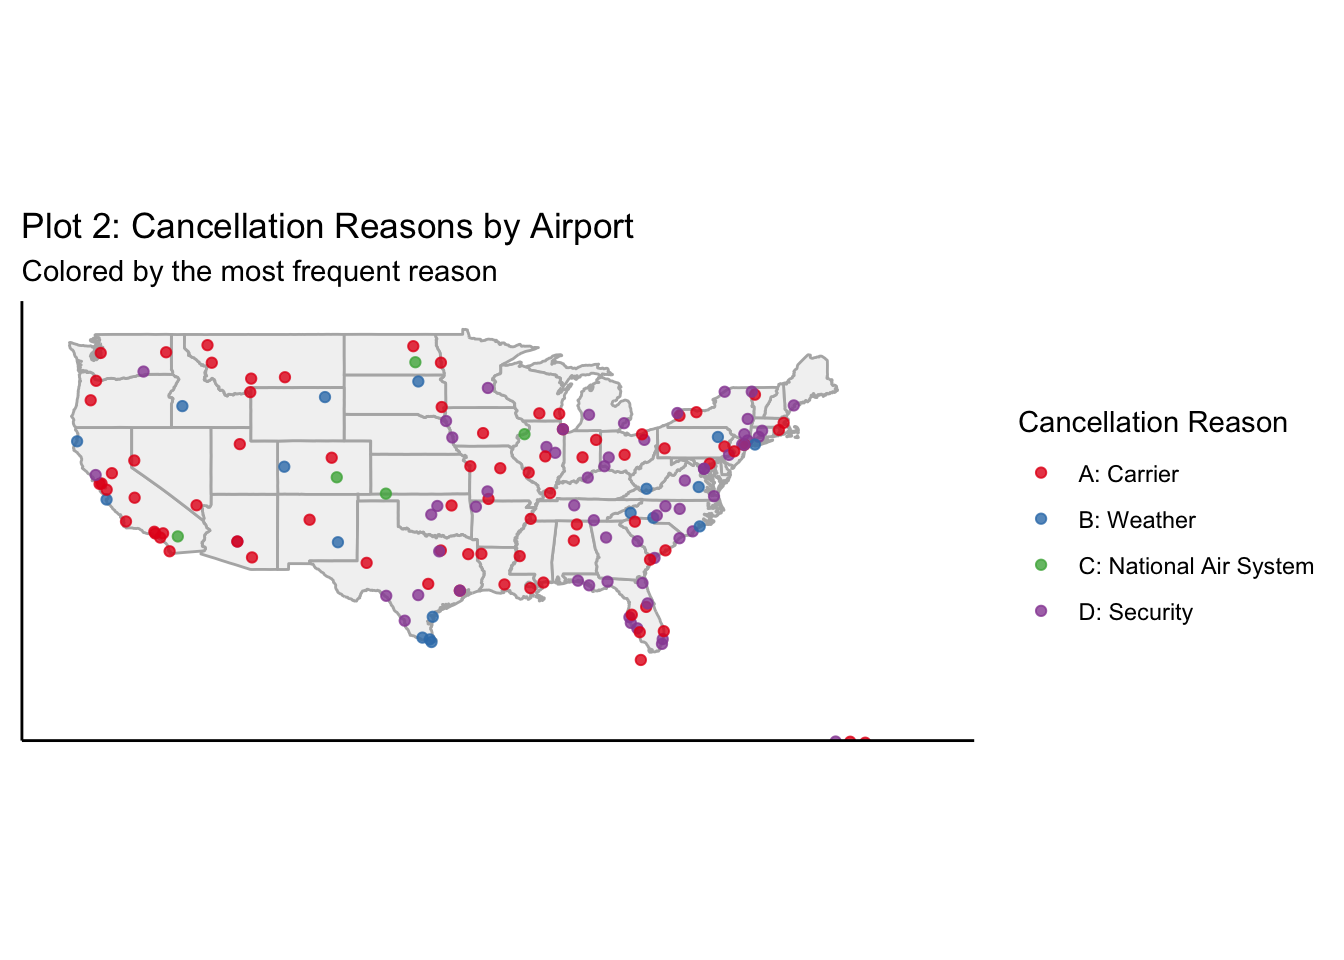 Plot 2: Cancellation Reasons by Airport
Colored by the most frequent reason
Cancellation Reason
A: Carrier
B: Weather
C: National Air System
D: Security